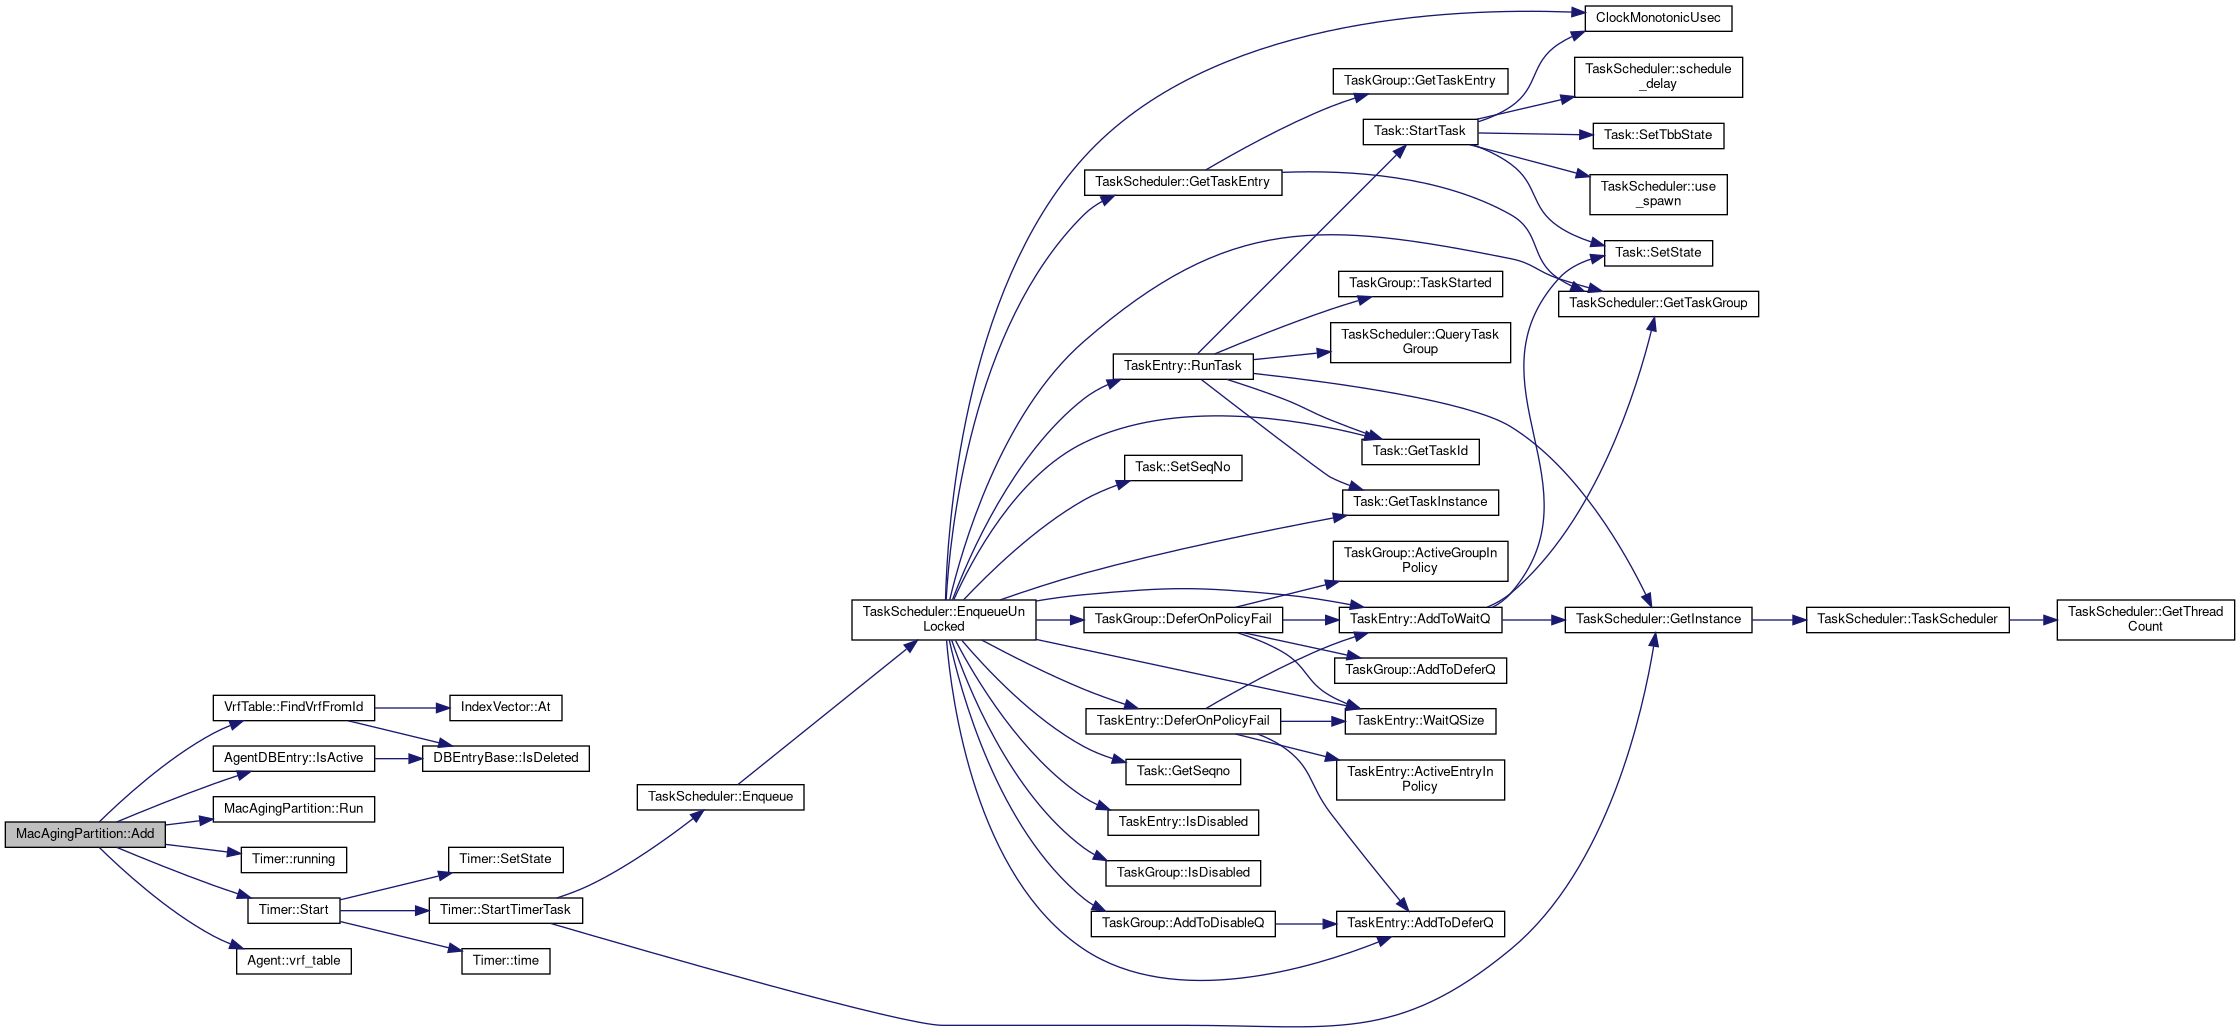 MacAgingPartition::Add
VrfTable::FindVrfFromId
IndexVector::At
AgentDBEntry::IsActive
DBEntryBase::IsDeleted
MacAgingPartition::Run
Timer::running
Timer::Start
Timer::SetState
Timer::StartTimerTask
Timer::time
Agent::vrf_table
TaskScheduler::Enqueue
TaskScheduler::EnqueueUn
Locked
ClockMonotonicUsec
TaskGroup::GetTaskEntry
TaskScheduler::schedule
_delay
Task::StartTask
Task::SetTbbState
TaskScheduler::GetTaskEntry
TaskScheduler::use
_spawn
Task::SetState
TaskGroup::TaskStarted
TaskScheduler::GetTaskGroup
TaskScheduler::QueryTask
Group
TaskEntry::RunTask
Task::GetTaskId
Task::SetSeqNo
Task::GetTaskInstance
TaskGroup::ActiveGroupIn
Policy
TaskGroup::DeferOnPolicyFail
TaskEntry::AddToWaitQ
TaskScheduler::GetInstance
TaskScheduler::TaskScheduler
TaskScheduler::GetThread
Count
TaskGroup::AddToDeferQ
TaskEntry::DeferOnPolicyFail
TaskEntry::WaitQSize
Task::GetSeqno
TaskEntry::ActiveEntryIn
Policy
TaskEntry::IsDisabled
TaskGroup::IsDisabled
TaskGroup::AddToDisableQ
TaskEntry::AddToDeferQ